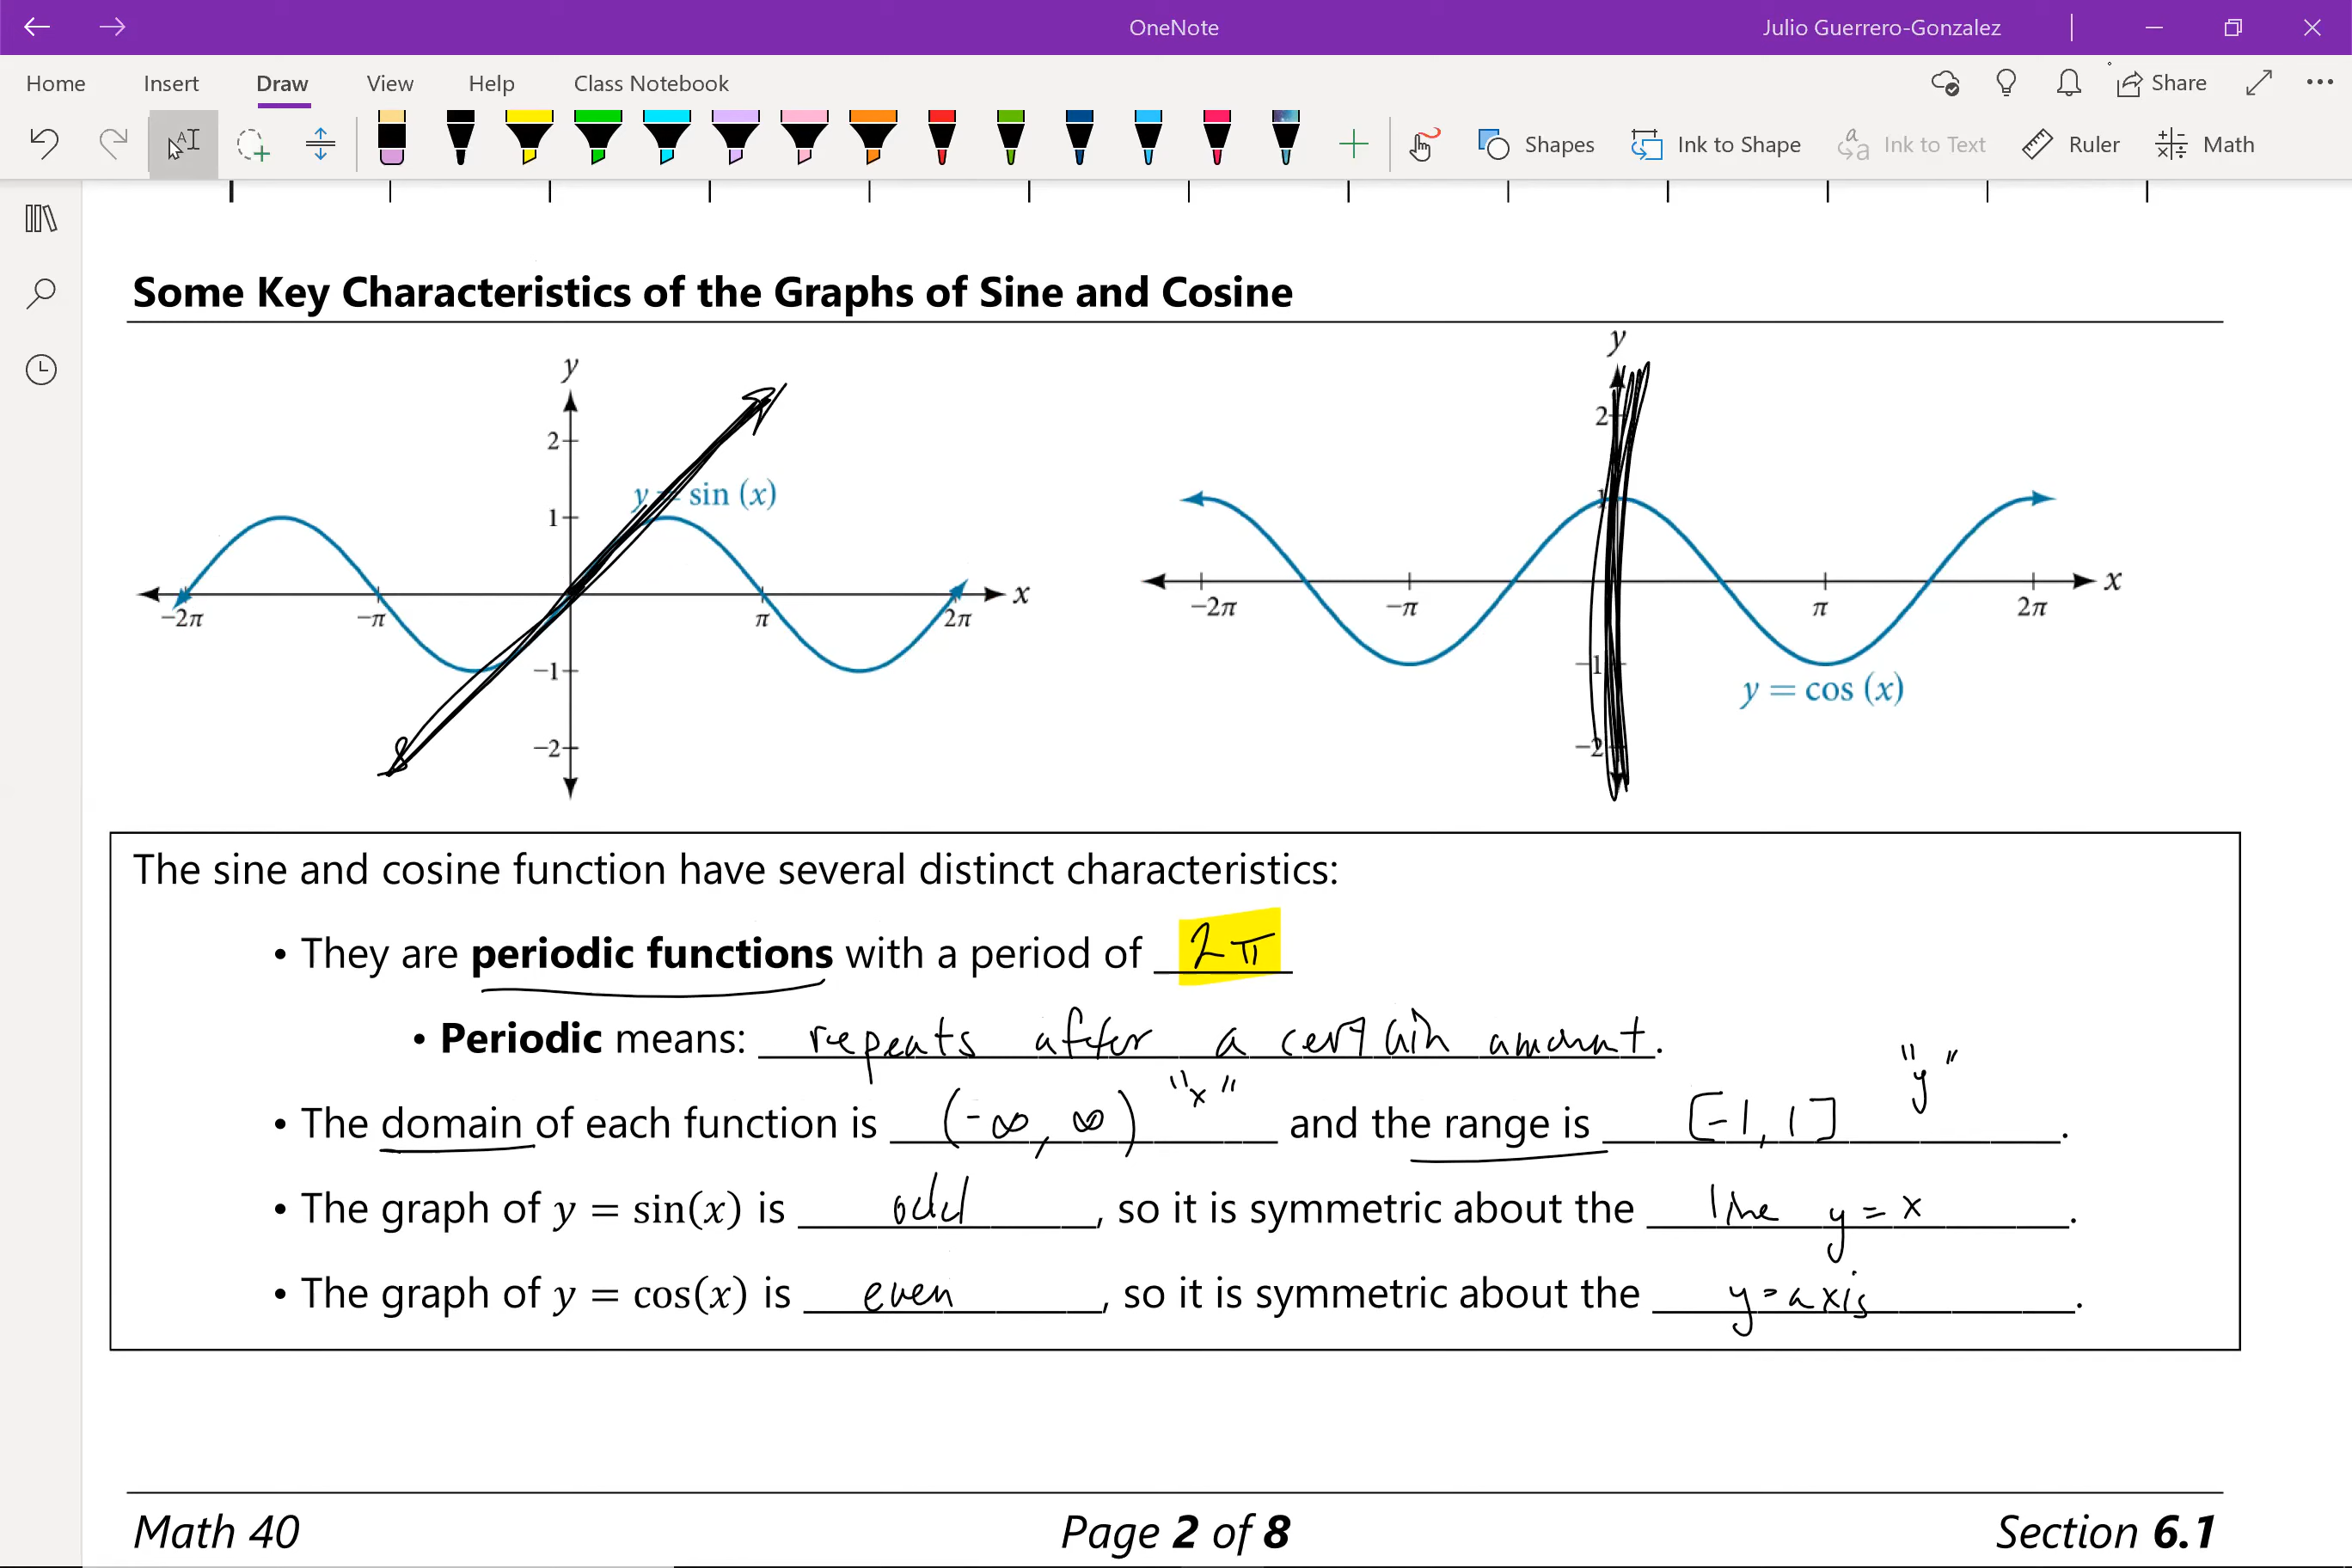 OneNote
Julio Guerrero-Gonzalez
Home Insert Draw View Help Class Notebook Share
Shapes Ink to Shape Ink to Text Ruler Math
Some Key Characteristics of the Graphs of Sine and Cosine
y
2
y = sin (x)
1
x
−2π −π π 2π
−1
−2
y
2
1
x
−2π −π π 2π
−1
y = cos (x)
−2
The sine and cosine function have several distinct characteristics:
• They are periodic functions with a period of 2π
• Periodic means: repeats after a certain amount.
• The domain of each function is (-∞, ∞) "x" and the range is [-1, 1] "y".
• The graph of y = sin(x) is odd, so it is symmetric about the line y = x.
• The graph of y = cos(x) is even, so it is symmetric about the y-axis.
Math 40 Page 2 of 8 Section 6.1